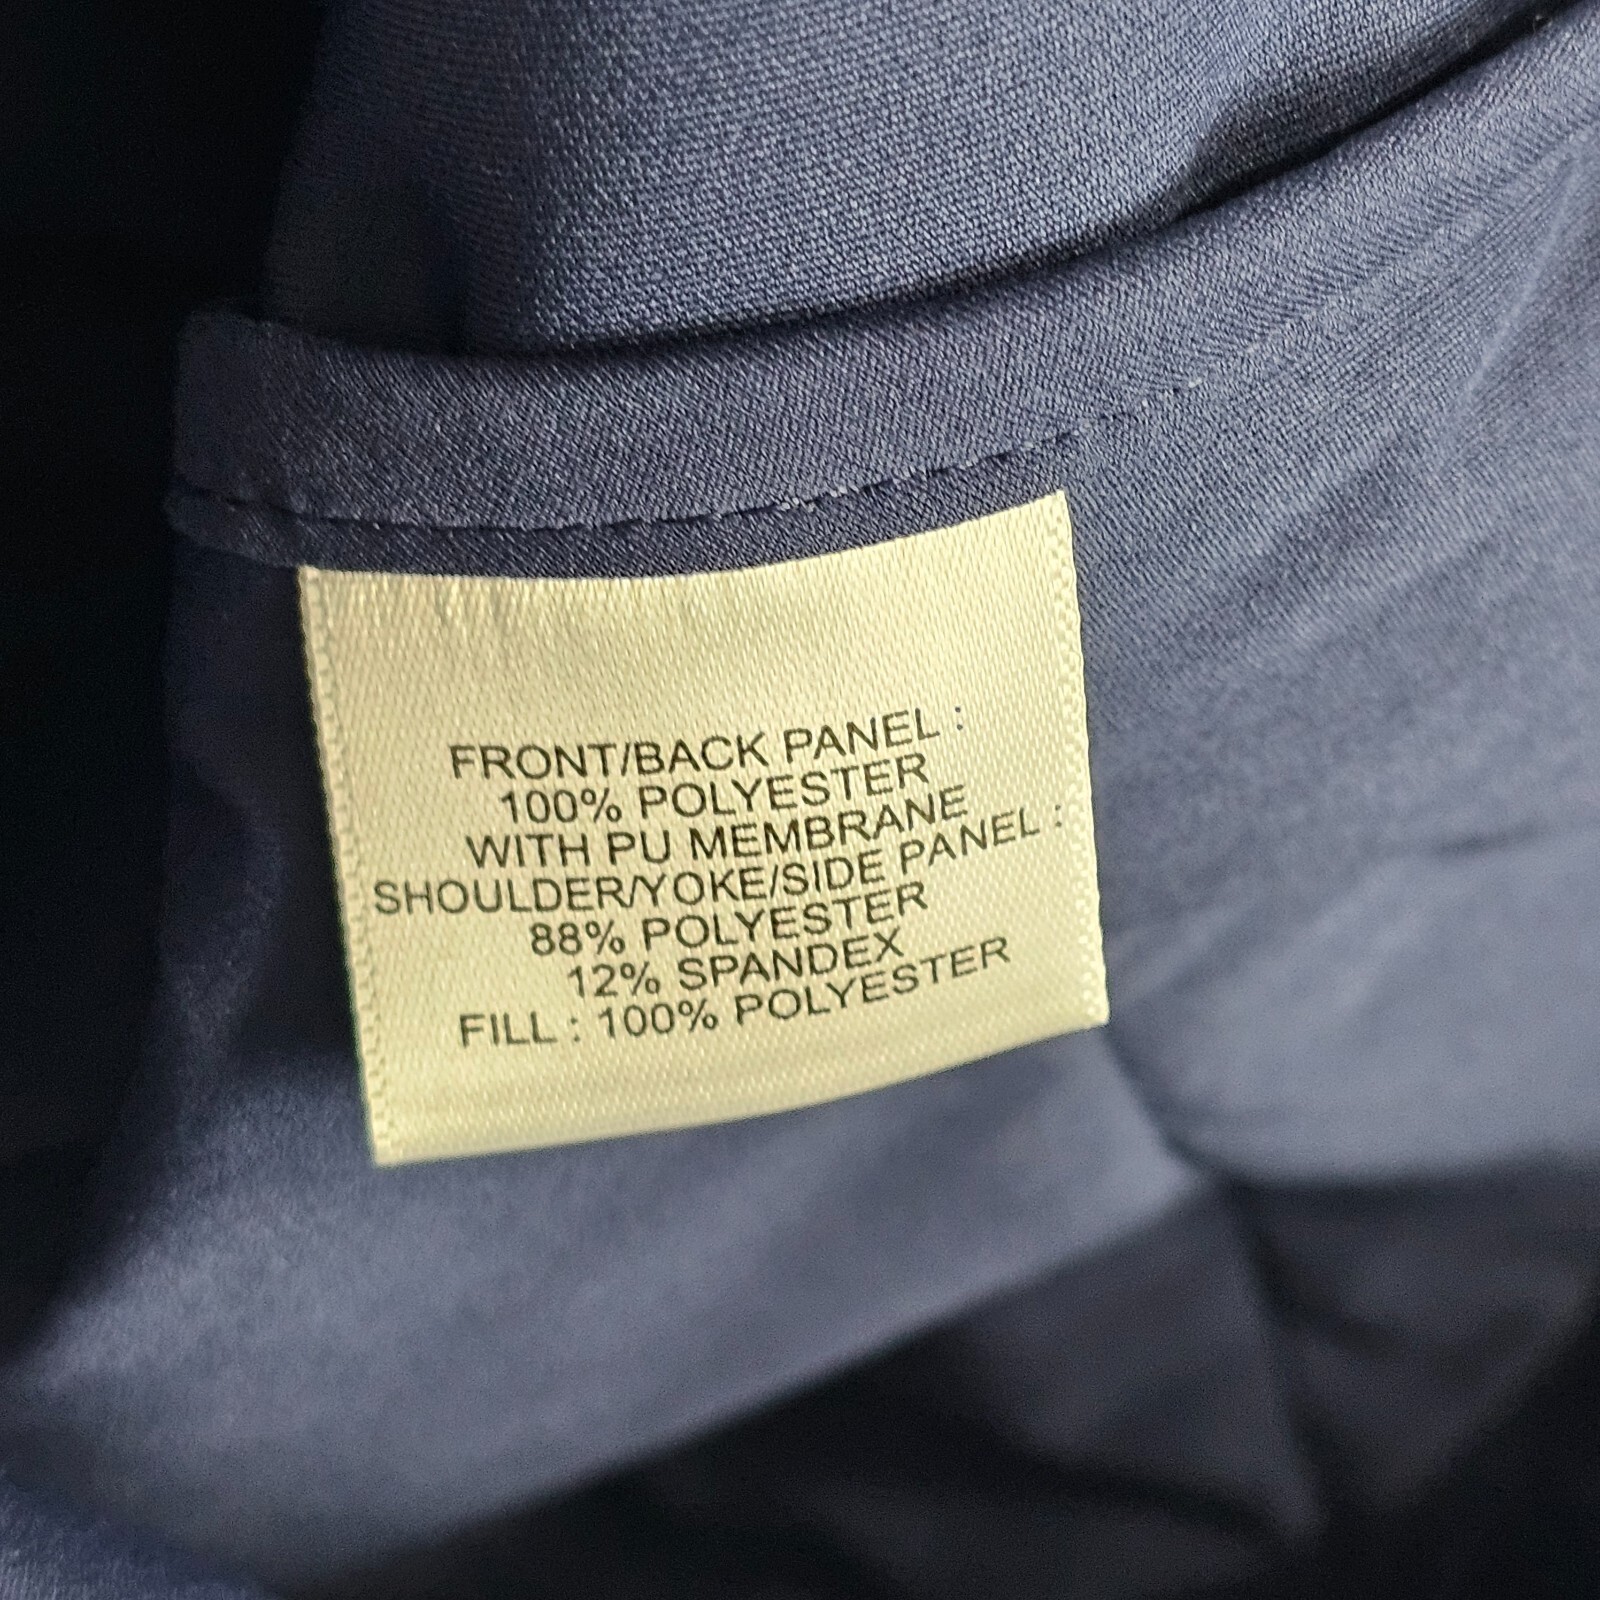 FRONT/BACK PANEL :
100% POLYESTER
WITH PU MEMBRANE
SHOULDER/YOKE/SIDE PANEL :
88% POLYESTER
12% SPANDEX
FILL : 100% POLYESTER